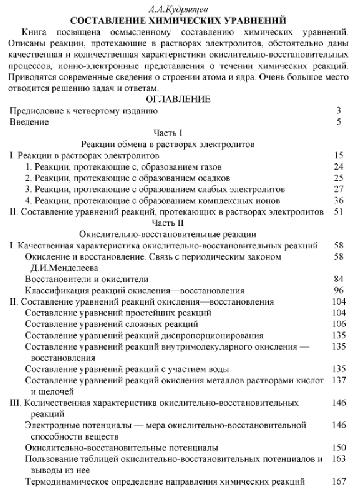 А.А.Кудрявцев
СОСТАВЛЕНИЕ ХИМИЧЕСКИХ УРАВНЕНИЙ
Книга посвящена осмысленному составлению химических уравнений.
Описаны реакции, протекающие в растворах электролитов, обстоятельно даны
качественная и количественная характеристики окислительно-восстановительных
процессов, ионно-электронные представления о течении химических реакций.
Приводятся современные сведения о строении атома и ядра. Очень большое место
отводится решению задач и ответам.
ОГЛАВЛЕНИЕ
Предисловие к четвертому изданию 3
Введение 5
Часть I
Реакции обмена в растворах электролитов
I. Реакции в растворах электролитов 15
1. Реакции, протекающие с, образованием газов 24
2. Реакции, протекающие с образованием осадков 25
3. Реакции, протекающие с образованием слабых электролитов 27
4. Реакции, протекающие с образованием комплексных ионов 36
II. Составление уравнений реакций, протекающих в растворах электролитов 51
Часть II
Окислительно-восстановительные реакции
I. Качественная характеристика окислительно-восстановительных реакций 58
Окисление и восстановление. Связь с периодическим законом 58
Д.И.Менделеева
Восстановители и окислители 84
Классификация реакций окисления—восстановления 96
II. Составление уравнений реакций окисления—восстановления 104
Составление уравнений простейших реакций 104
Составление уравнений сложных реакций 106
Составление уравнений реакций диспропорционирования 135
Составление уравнений реакций внутримолекулярного окисления — 135
восстановления
Составление уравнений реакций с участием воды 135
Составление уравнений реакций окисления металлов растворами кислот 137
и щелочей
III. Количественная характеристика окислительно-восстановительных 146
реакций
Электродные потенциалы — мера окислительно-восстановительной 146
способности веществ
Окислительно-восстановительные потенциалы 150
Пользование таблицей окислительно-восстановительных потенциалов и 163
выводы из нее
Термодинамическое определение направления химических реакций 167